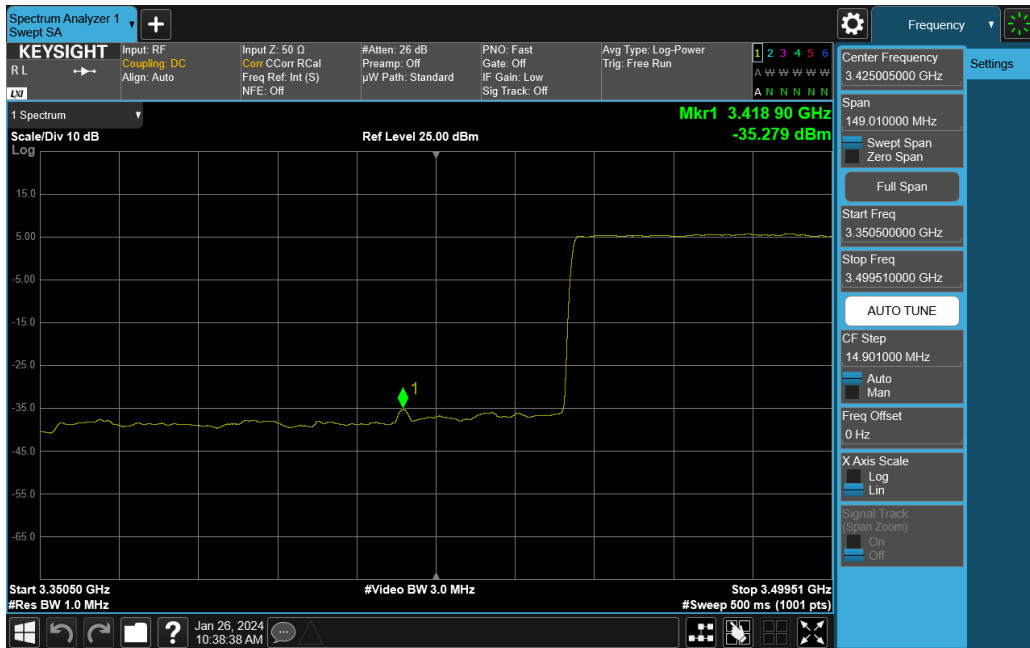 Spectrum Analyzer 1
Swept SA
Frequency
KEYSIGHT
R L
LXI
Input: RF
Coupling: DC
Align: Auto
Input Z: 50 Ω
Corr CCorr RCal
Freq Ref: Int (S)
NFE: Off
#Atten: 26 dB
Preamp: Off
µW Path: Standard
PNO: Fast
Gate: Off
IF Gain: Low
Sig Track: Off
Avg Type: Log-Power
Trig: Free Run
1 2 3 4 5 6
A W W W W W
A N N N N N
1 Spectrum
Scale/Div 10 dB
Log
Ref Level 25.00 dBm
Mkr1 3.418 90 GHz
-35.279 dBm
15.0
5.00
-5.00
-15.0
-25.0
-35.0
-45.0
-55.0
-65.0
1
Start 3.35050 GHz
#Res BW 1.0 MHz
#Video BW 3.0 MHz
Stop 3.49951 GHz
#Sweep 500 ms (1001 pts)
Jan 26, 2024
10:38:38 AM
Center Frequency
3.425005000 GHz
Settings
Span
149.010000 MHz
Swept Span
Zero Span
Full Span
Start Freq
3.350500000 GHz
Stop Freq
3.499510000 GHz
AUTO TUNE
CF Step
14.901000 MHz
Auto
Man
Freq Offset
0 Hz
X Axis Scale
Log
Lin
Signal Track
(Span Zoom)
On
Off